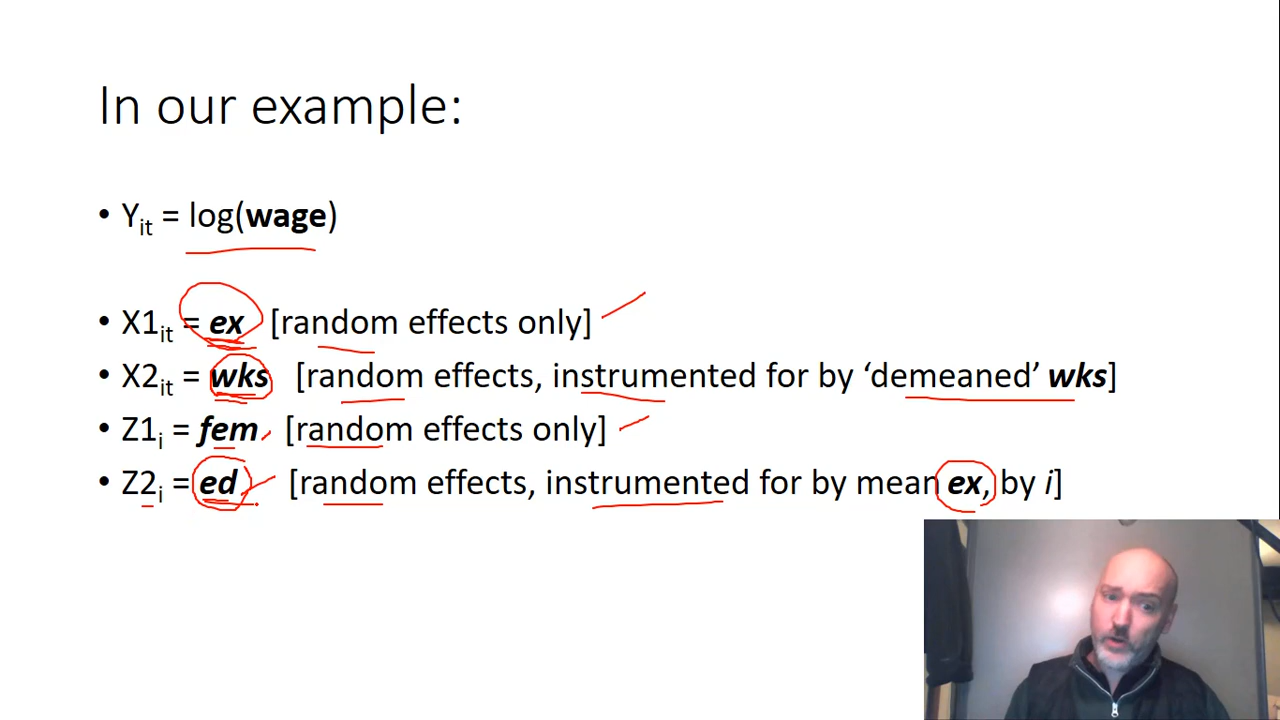 In our example:
• Yit = log(wage)
• X1it = ex [random effects only]
• X2it = wks [random effects, instrumented for by ‘demeaned’ wks]
• Z1i = fem [random effects only]
• Z2i = ed [random effects, instrumented for by mean ex, by i]